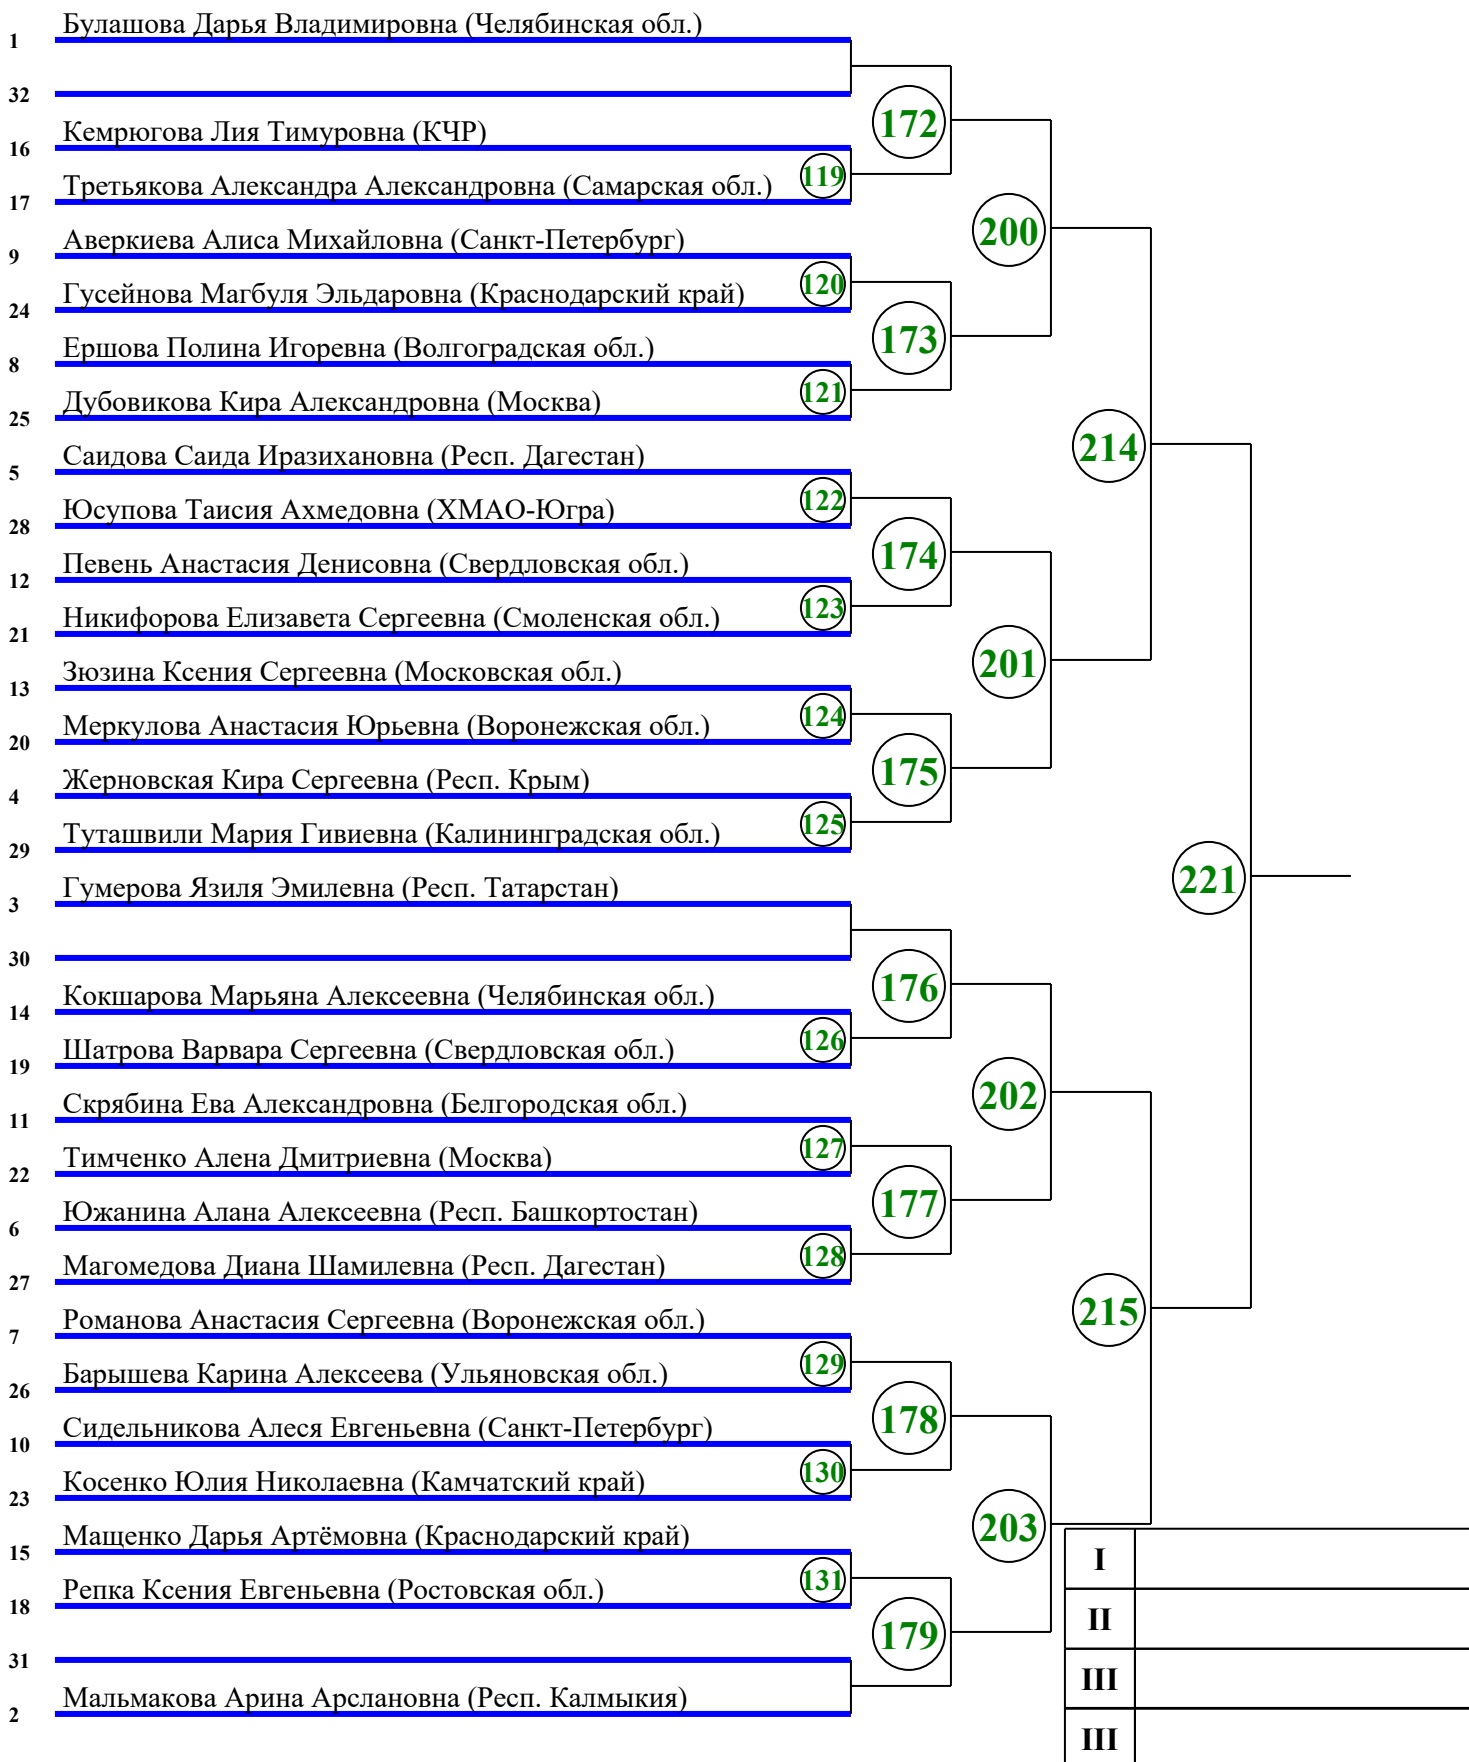 Булашова Дарья Владимировна (Челябинская обл.)
1
32
172
Кемрюгова Лия Тимуровна (КЧР)
16
119
Третьякова Александра Александровна (Самарская обл.)
17
200
Аверкиева Алиса Михайловна (Санкт-Петербург)
9
120
Гусейнова Магбуля Эльдаровна (Краснодарский край)
24
173
Ершова Полина Игоревна (Волгоградская обл.)
8
121
Дубовикова Кира Александровна (Москва)
25
214
Саидова Саида Иразихановна (Респ. Дагестан)
5
122
Юсупова Таисия Ахмедовна (ХМАО-Югра)
28
174
Певень Анастасия Денисовна (Свердловская обл.)
12
123
Никифорова Елизавета Сергеевна (Смоленская обл.)
21
201
Зюзина Ксения Сергеевна (Московская обл.)
13
124
Меркулова Анастасия Юрьевна (Воронежская обл.)
20
175
Жерновская Кира Сергеевна (Респ. Крым)
4
125
Туташвили Мария Гивиевна (Калининградская обл.)
29
221
Гумерова Язиля Эмилевна (Респ. Татарстан)
3
30
176
Кокшарова Марьяна Алексеевна (Челябинская обл.)
14
126
Шатрова Варвара Сергеевна (Свердловская обл.)
19
202
Скрябина Ева Александровна (Белгородская обл.)
11
127
Тимченко Алена Дмитриевна (Москва)
22
177
Южанина Алана Алексеевна (Респ. Башкортостан)
6
128
Магомедова Диана Шамилевна (Респ. Дагестан)
27
215
Романова Анастасия Сергеевна (Воронежская обл.)
7
129
Барышева Карина Алексеева (Ульяновская обл.)
26
178
Сидельникова Алеся Евгеньевна (Санкт-Петербург)
10
130
Косенко Юлия Николаевна (Камчатский край)
23
203
Мащенко Дарья Артёмовна (Краснодарский край)
15
I
131
Репка Ксения Евгеньевна (Ростовская обл.)
18
II
179
31
III
Мальмакова Арина Арслановна (Респ. Калмыкия)
2
III